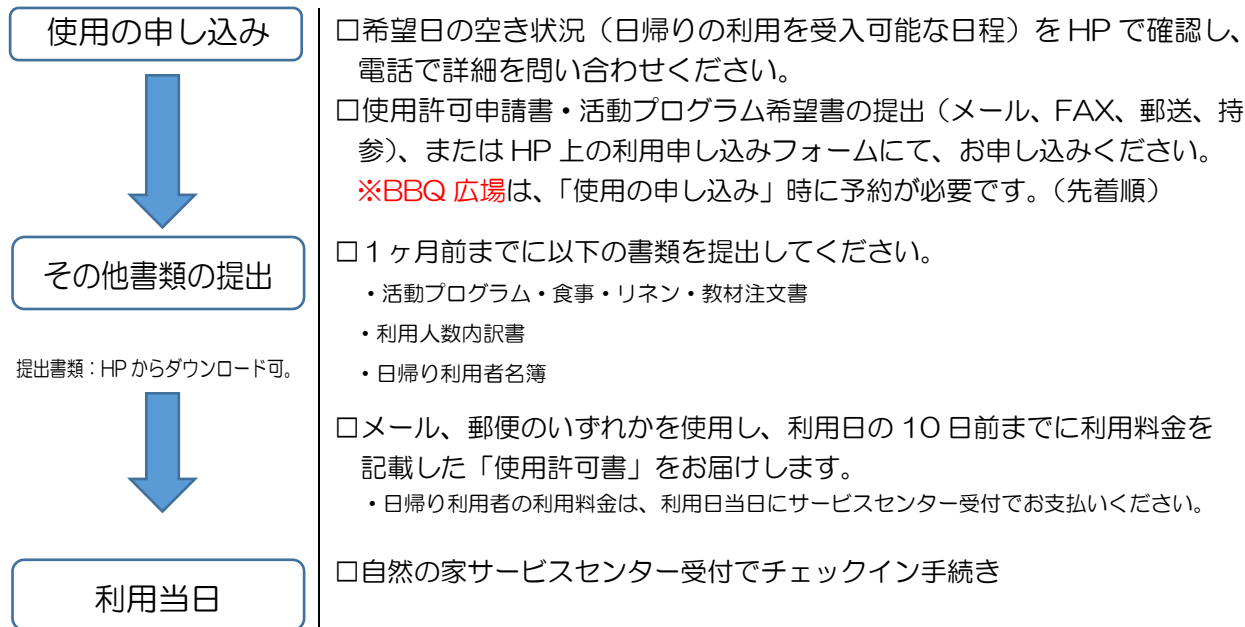 使用の申し込み
□希望日の空き状況（日帰りの利用を受入可能な日程）を HP で確認し、
電話で詳細を問い合わせください。
□使用許可申請書・活動プログラム希望書の提出（メール、FAX、郵送、持
参）、または HP 上の利用申し込みフォームにて、お申し込みください。
※BBQ 広場は、「使用の申し込み」時に予約が必要です。（先着順）
その他書類の提出
提出書類：HP からダウンロード可。
□１ヶ月前までに以下の書類を提出してください。
・活動プログラム・食事・リネン・教材注文書
・利用人数内訳書
・日帰り利用者名簿
□メール、郵便のいずれかを使用し、利用日の 10 日前までに利用料金を
記載した「使用許可書」をお届けします。
・日帰り利用者の利用料金は、利用日当日にサービスセンター受付でお支払いください。
利用当日
□自然の家サービスセンター受付でチェックイン手続き